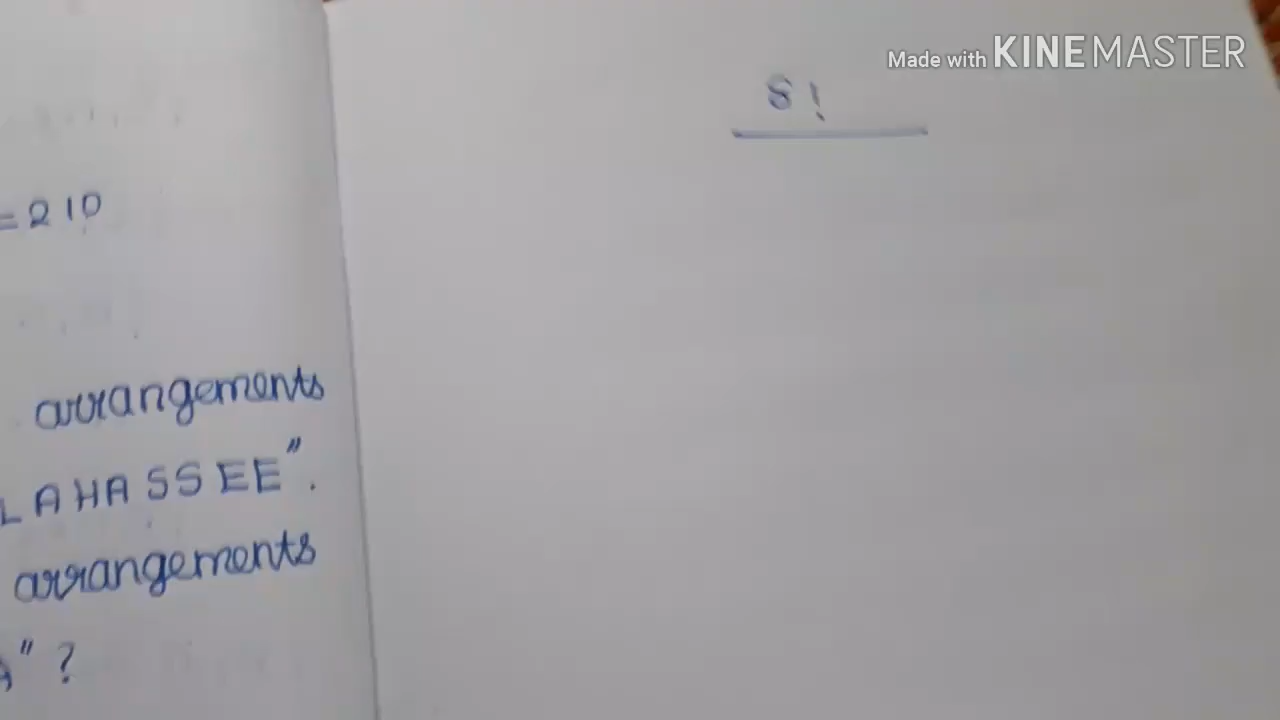 Made with KINEMASTER
8!
= 210
arrangements
LAHASSEE".
arrangements
" ?